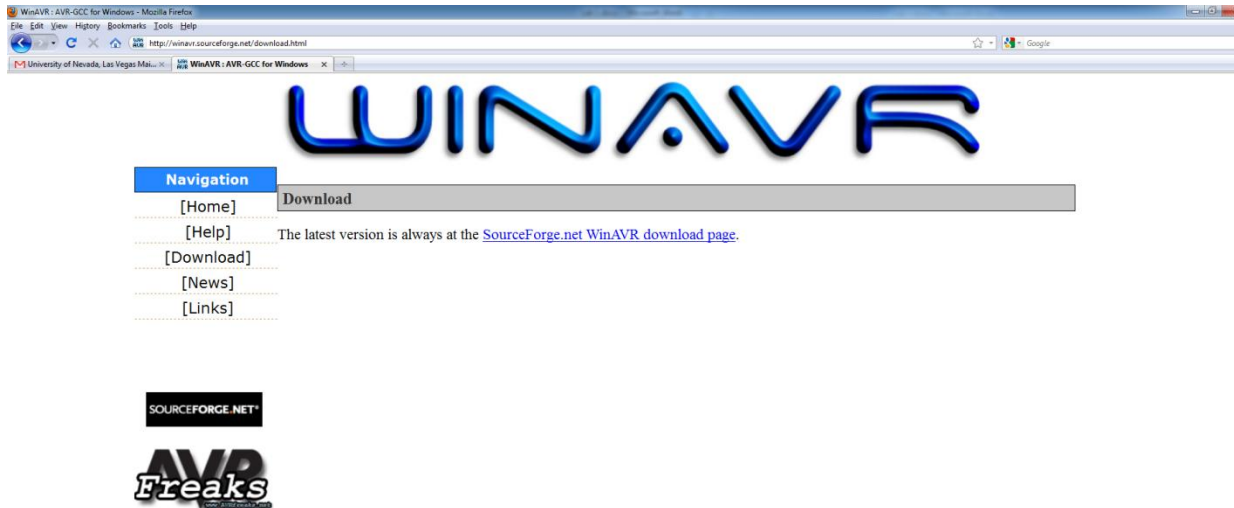 WinAVR : AVR-GCC for Windows - Mozilla Firefox
File Edit View History Bookmarks Tools Help
http://winavr.sourceforge.net/download.html
Google
University of Nevada, Las Vegas Mai...
WinAVR : AVR-GCC for Windows
WINAVR
Navigation
[Home]
[Help]
[Download]
[News]
[Links]
Download
The latest version is always at the SourceForge.net WinAVR download page.
SOURCEFORGE.NET®
AVR
Freaks